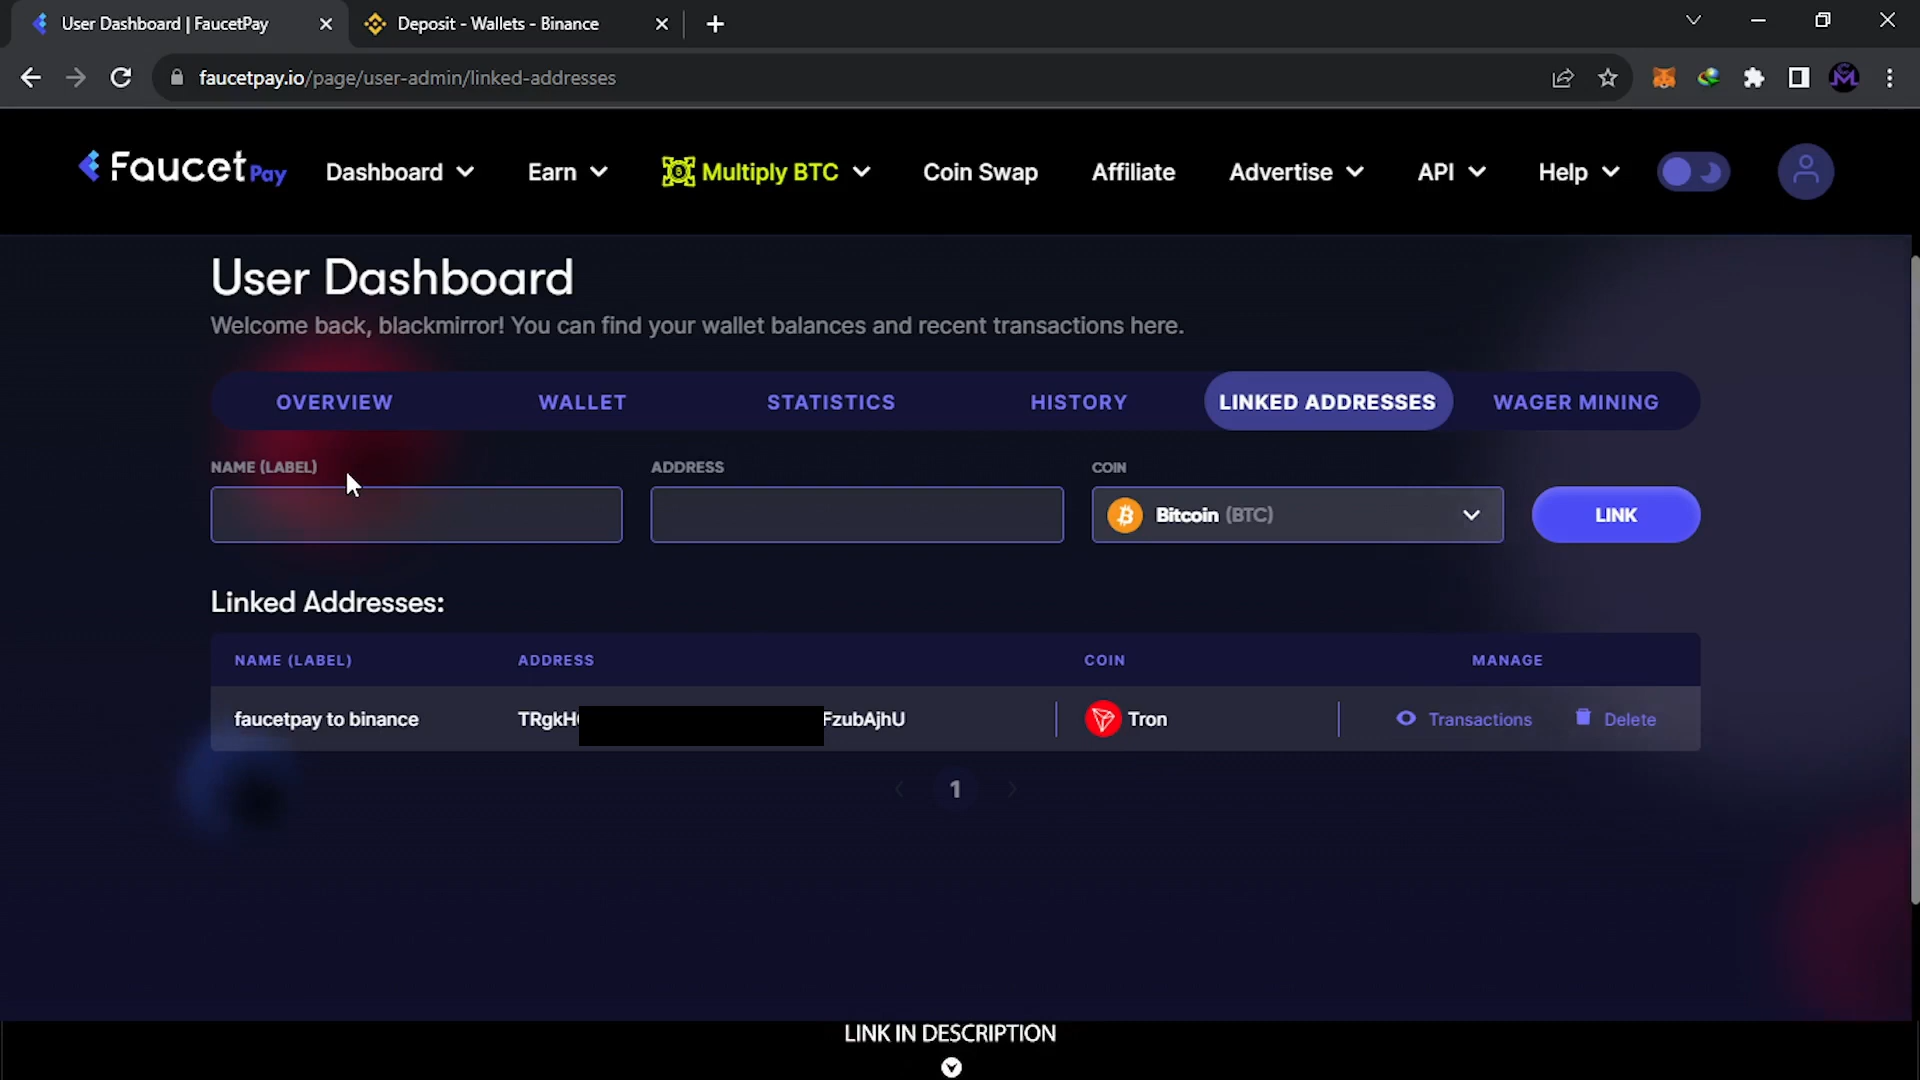 User Dashboard | FaucetPay
Deposit - Wallets - Binance
faucetpay.io/page/user-admin/linked-addresses
Faucet Pay
Dashboard
Earn
Multiply BTC
Coin Swap
Affiliate
Advertise
API
Help
User Dashboard
Welcome back, blackmirror! You can find your wallet balances and recent transactions here.
OVERVIEW
WALLET
STATISTICS
HISTORY
LINKED ADDRESSES
WAGER MINING
NAME (LABEL)
ADDRESS
COIN
Bitcoin (BTC)
LINK
Linked Addresses:
NAME (LABEL)
ADDRESS
COIN
MANAGE
faucetpay to binance
TRgkH
FzubAjhU
Tron
Transactions
Delete
1
LINK IN DESCRIPTION